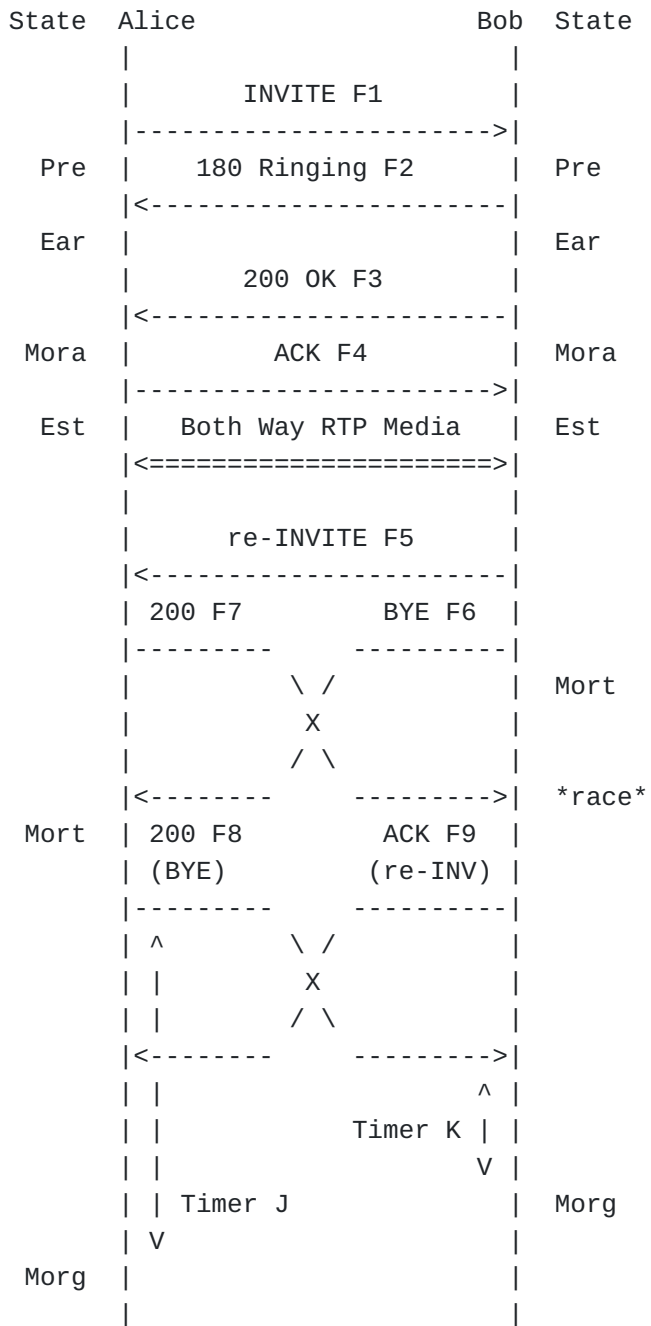 State  Alice                  Bob  State
       |                        |
       |       INVITE F1        |
       |----------------------->|
  Pre  |    180 Ringing F2      |  Pre
       |<-----------------------|
  Ear  |                        |  Ear
       |       200 OK F3        |
       |<-----------------------|
 Mora  |         ACK F4         |  Mora
       |----------------------->|
  Est  |   Both Way RTP Media   |  Est
       |<======================>|
       |                        |
       |      re-INVITE F5      |
       |<-----------------------|
       | 200 F7         BYE F6  |
       |---------     ----------|
       |          \ /           |  Mort
       |           X            |
       |          / \           |
       |<--------     --------->|  *race*
 Mort  | 200 F8         ACK F9  |
       | (BYE)         (re-INV) |
       |---------     ----------|
       | ^        \ /           |
       | |         X            |
       | |        / \           |
       |<--------     --------->|
       | |                    ^ |
       | |            Timer K | |
       | |                    V |
       | | Timer J              |  Morg
       | V                      |
 Morg  |                        |
       |                        |